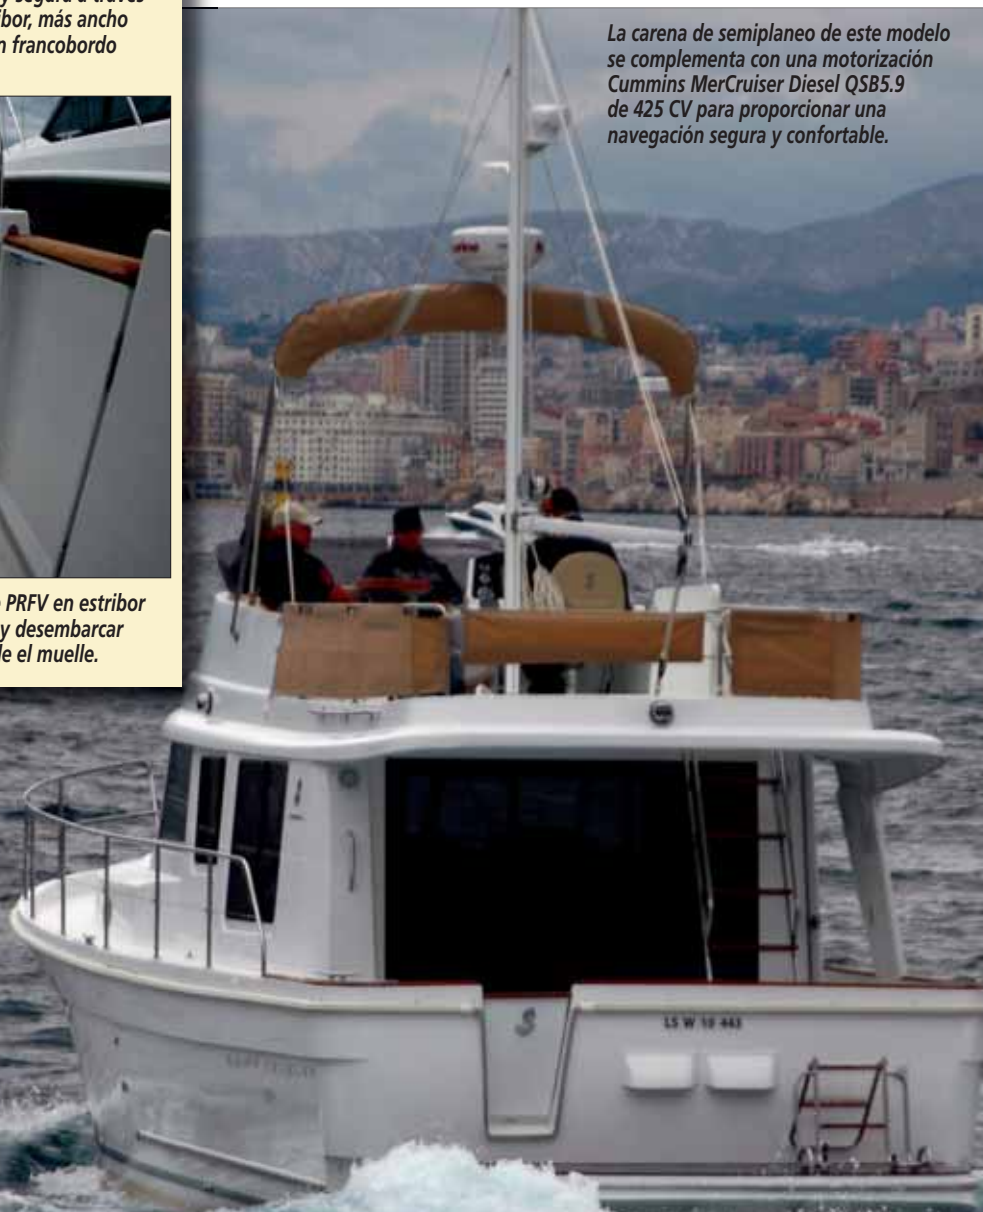 y segura a través
ibor, más ancho
n francobordo
La carena de semiplaneo de este modelo
se complementa con una motorización
Cummins MerCruiser Diesel QSB5.9
de 425 CV para proporcionar una
navegación segura y confortable.
PRFV en estribor
y desembarcar
le el muelle.
LS W 10 443